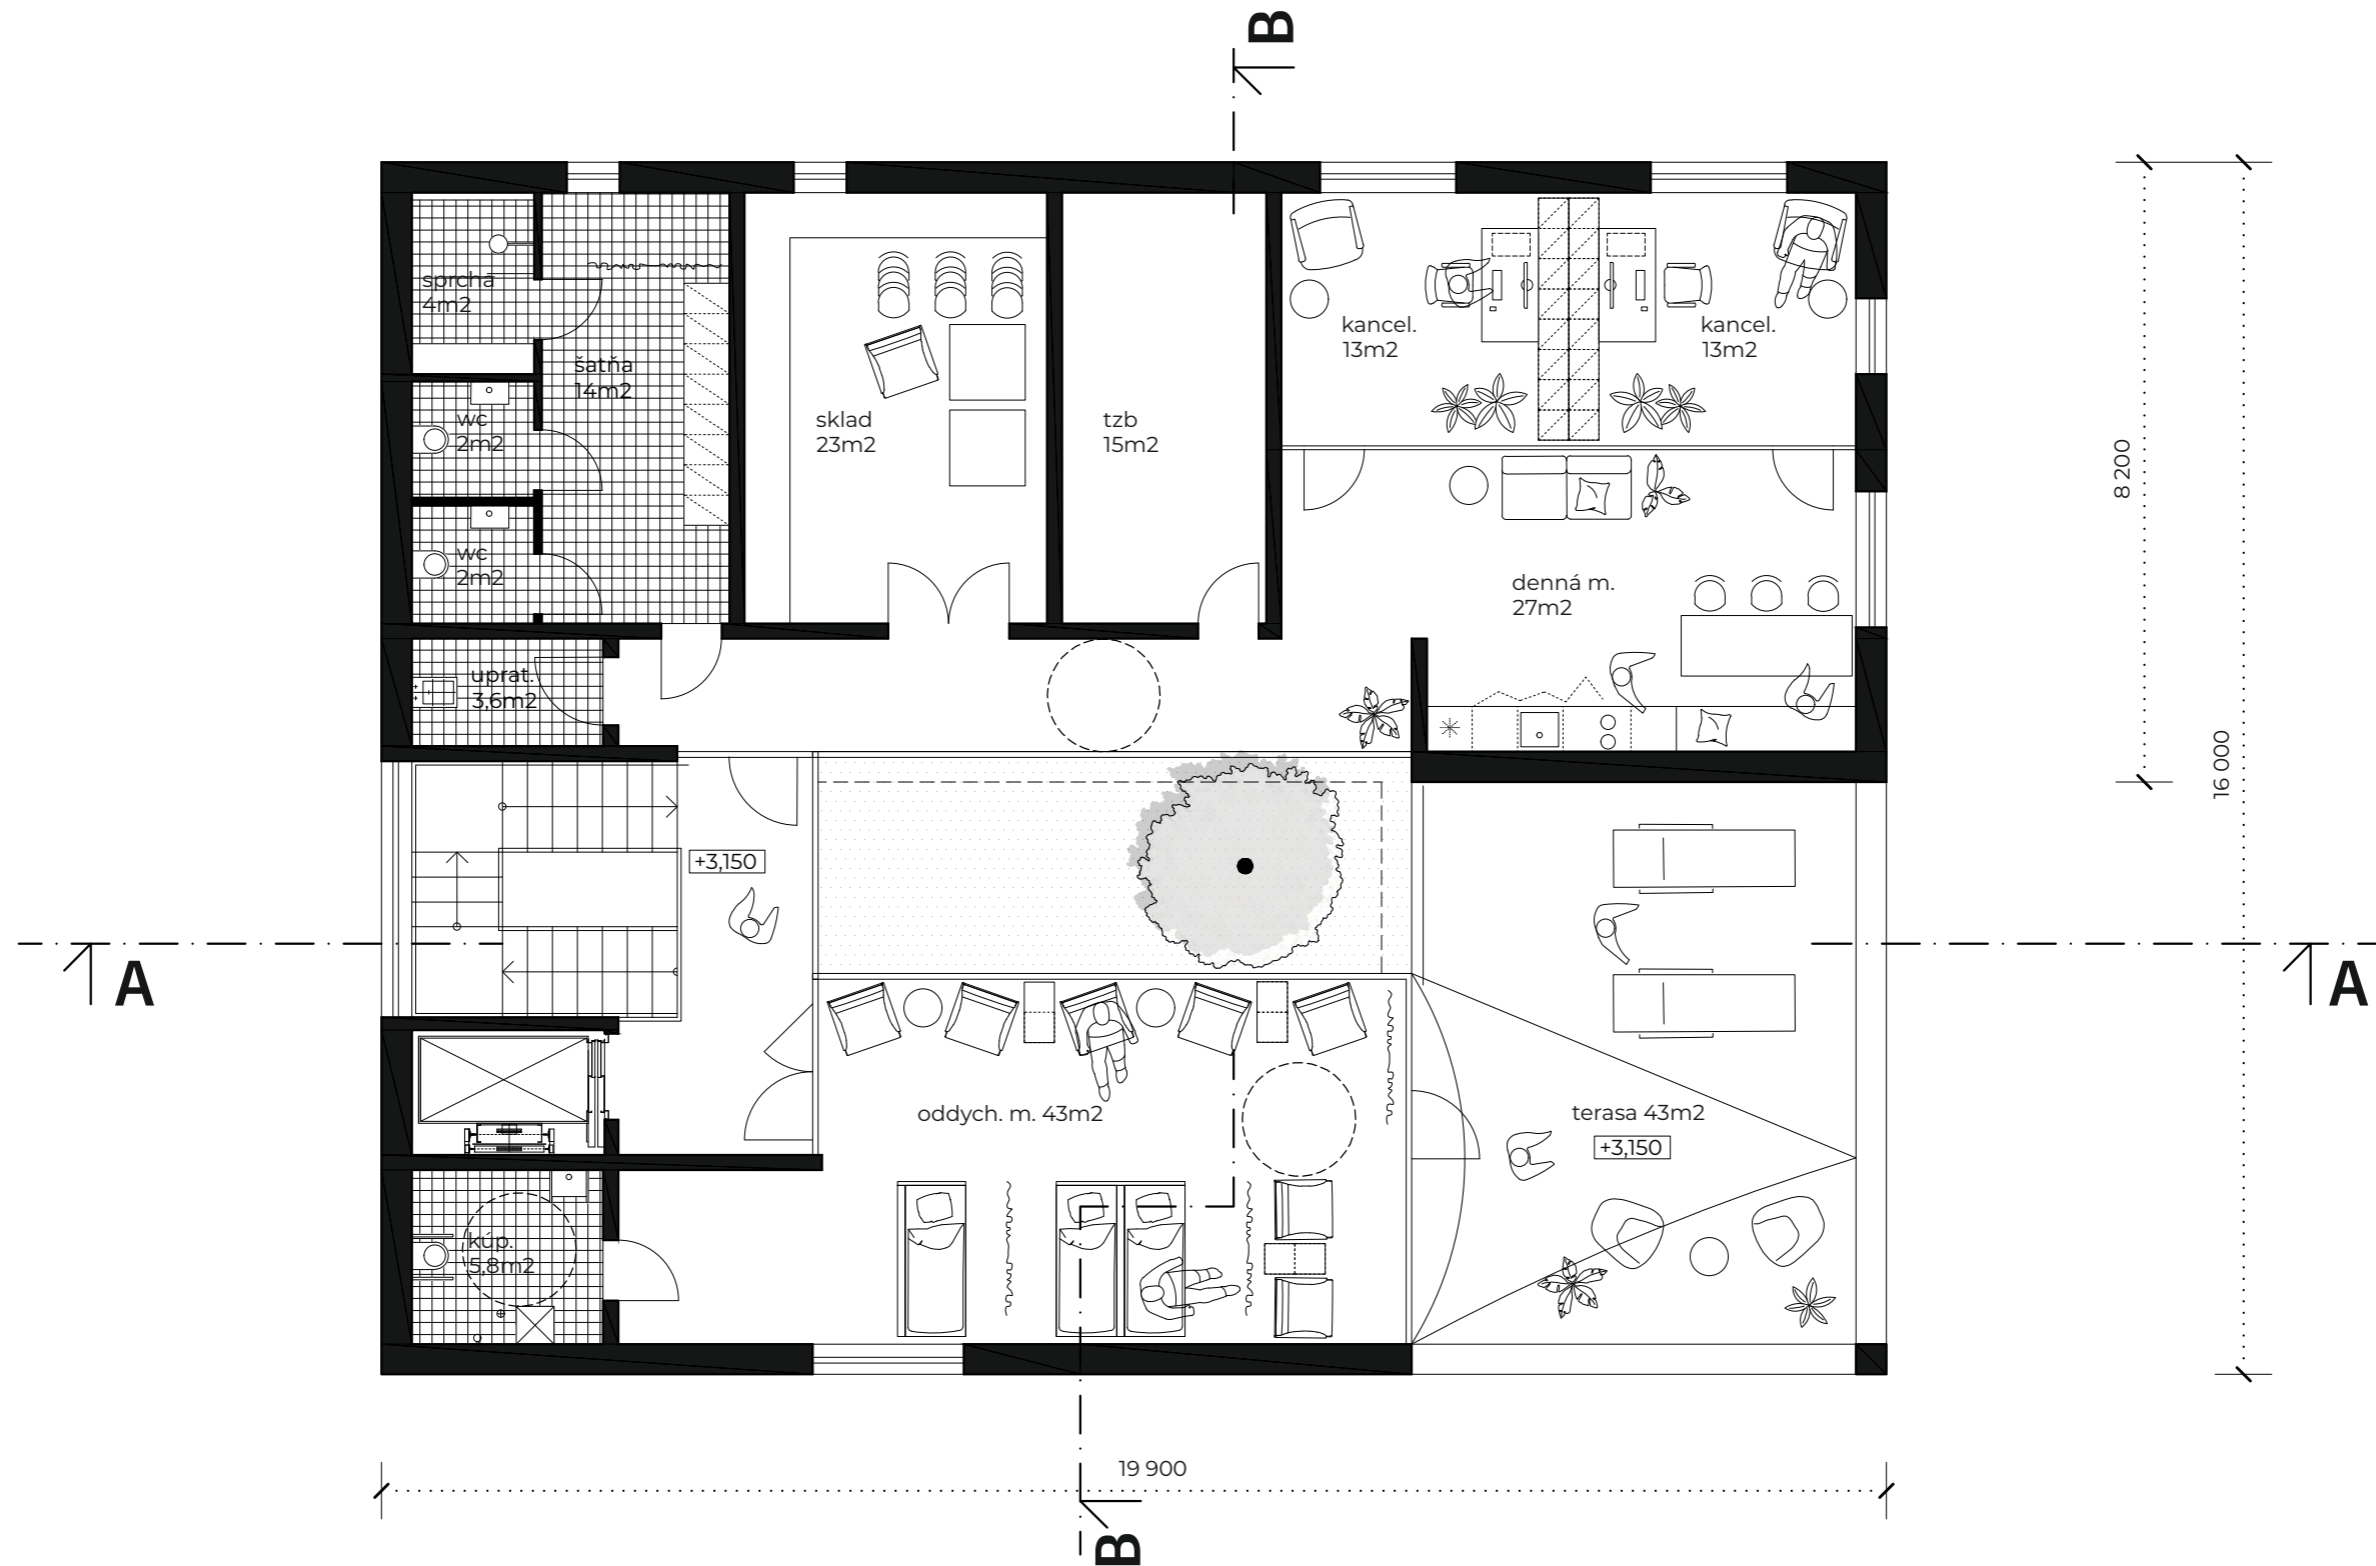 B
sprcha
4m2
šatňa
14m2
wc
2m2
wc
2m2
uprat.
3,6m2
sklad
23m2
tzb
15m2
kancel.
13m2
kancel.
13m2
denná m.
27m2
8 200
16 000
+3,150
A
A
oddych. m. 43m2
terasa 43m2
+3,150
kúp.
5,8m2
19 900
B